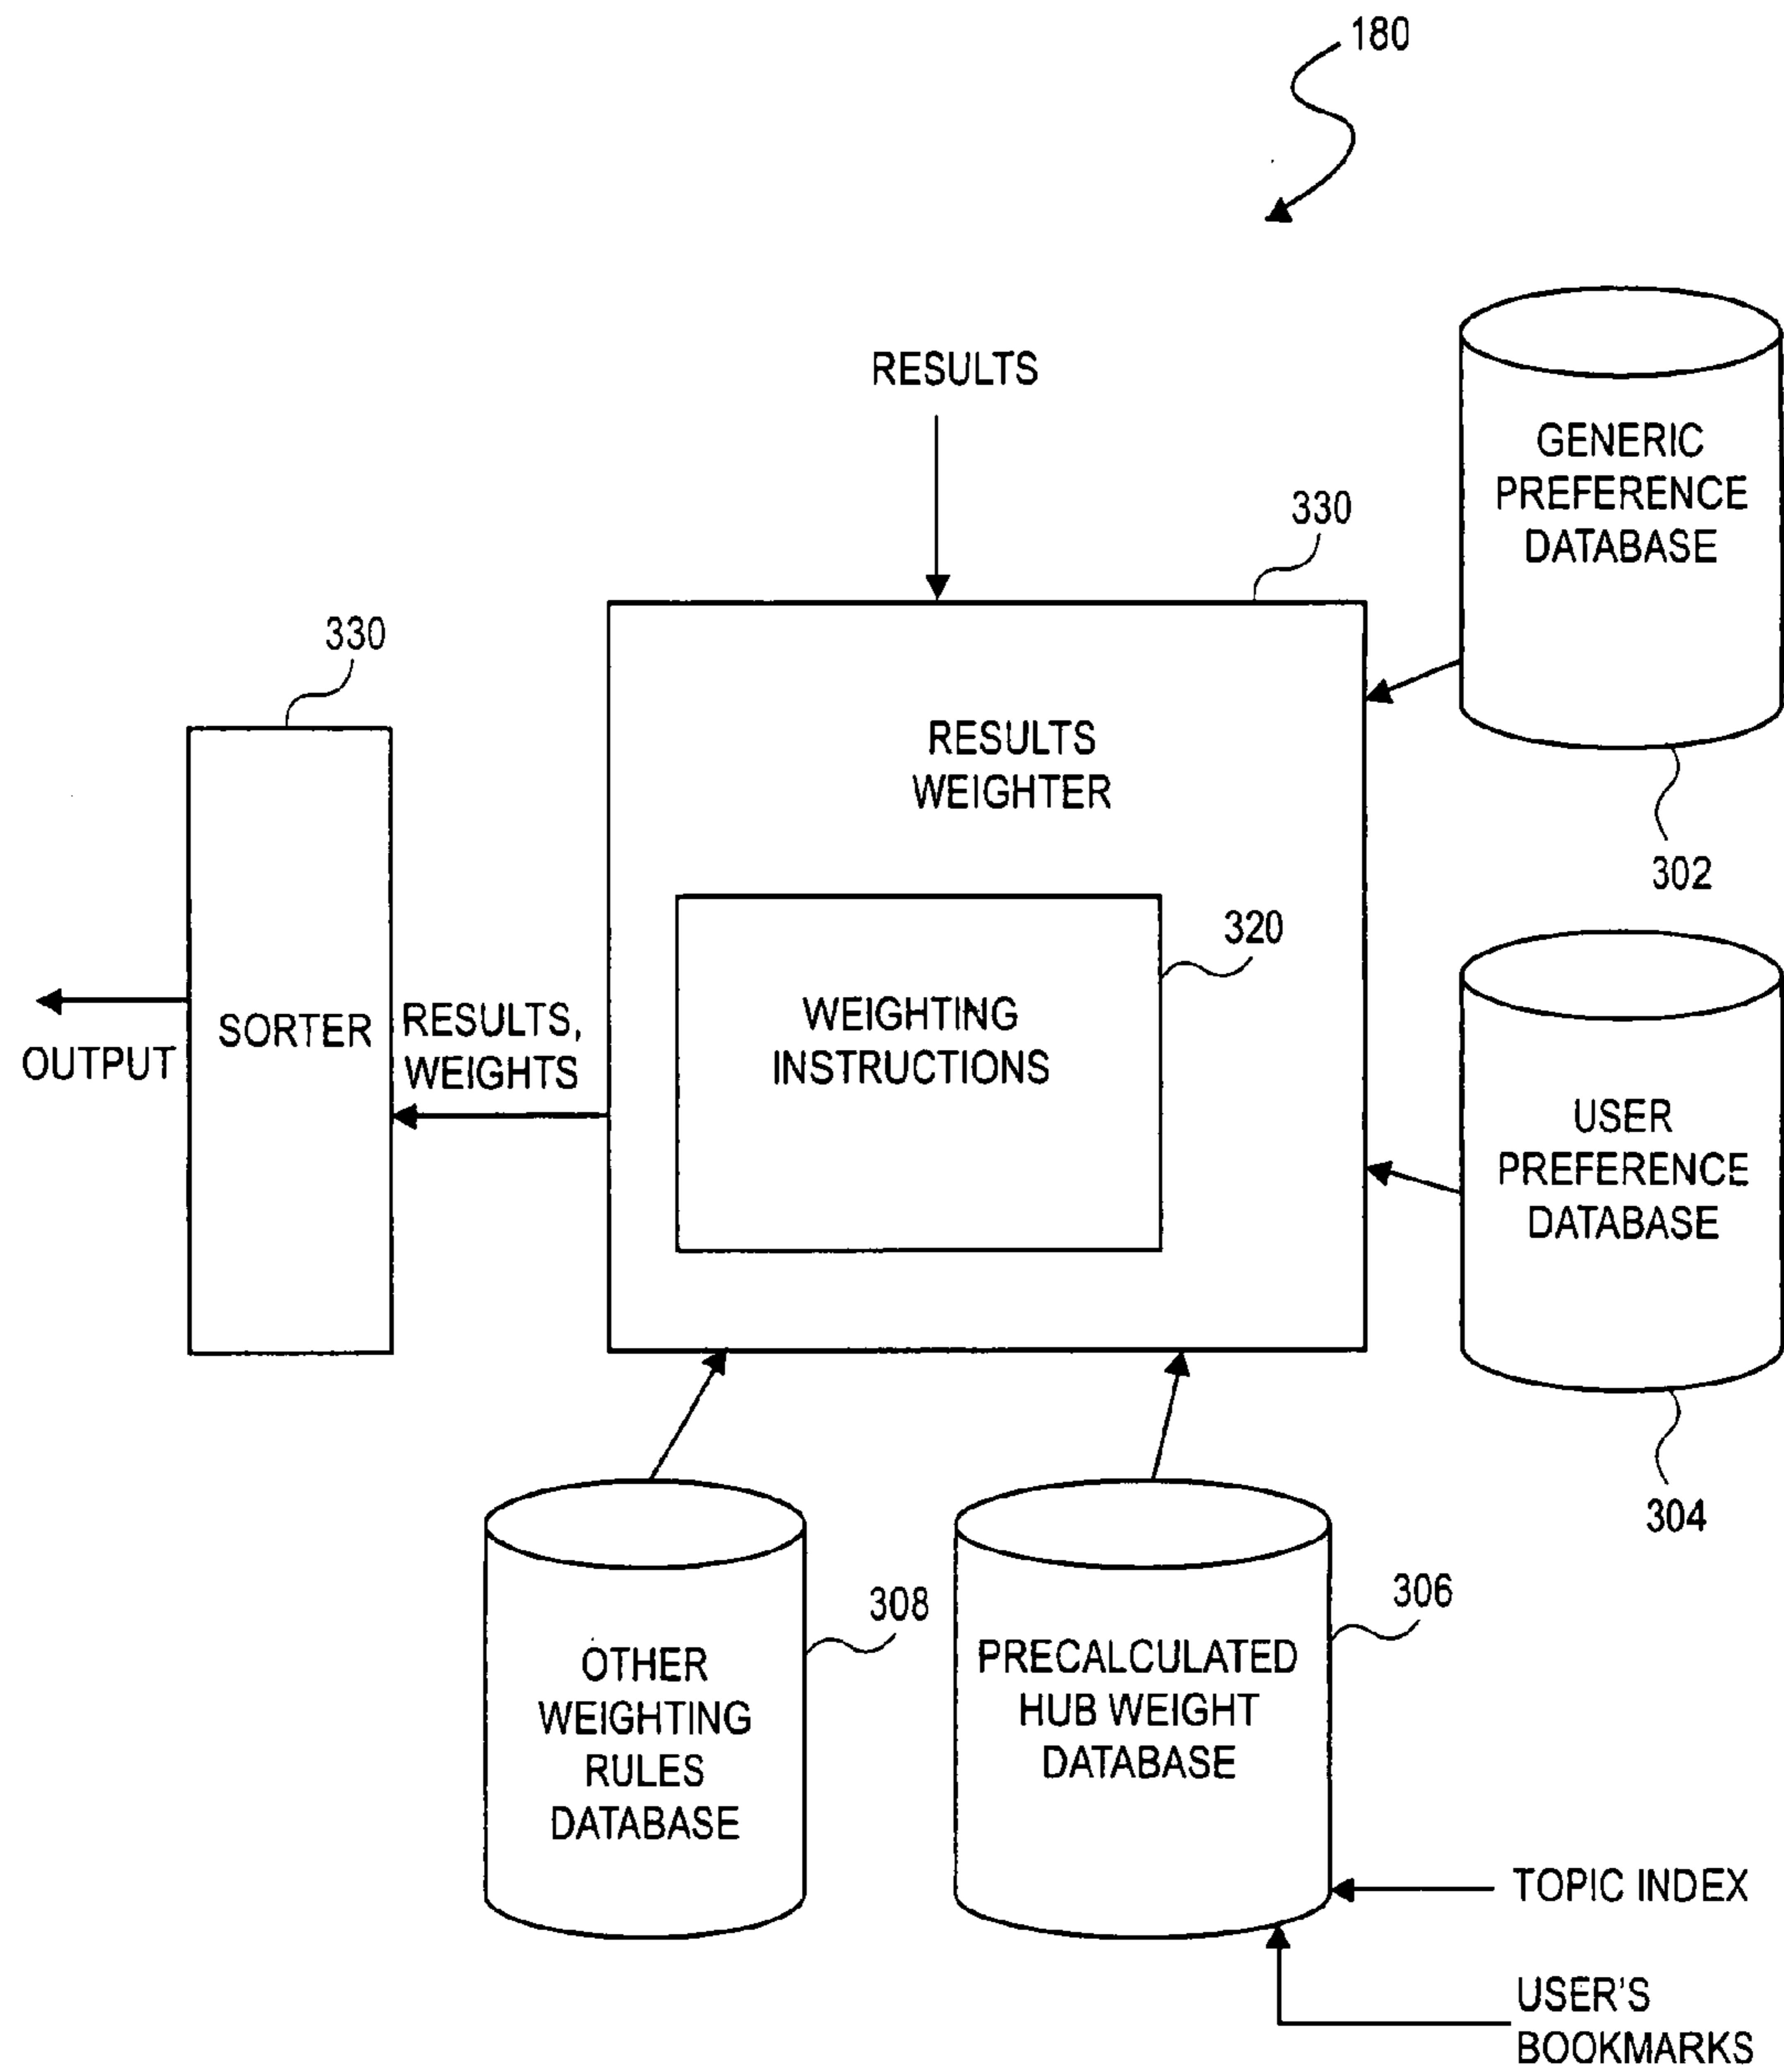 180
RESULTS
GENERIC
PREFERENCE
DATABASE
330
330
RESULTS
WEIGHTER
302
320
WEIGHTING
INSTRUCTIONS
SORTER
RESULTS,
WEIGHTS
OUTPUT
USER
PREFERENCE
DATABASE
304
308
306
OTHER
WEIGHTING
RULES
DATABASE
PRECALCULATED
HUB WEIGHT
DATABASE
TOPIC INDEX
USER'S
BOOKMARKS